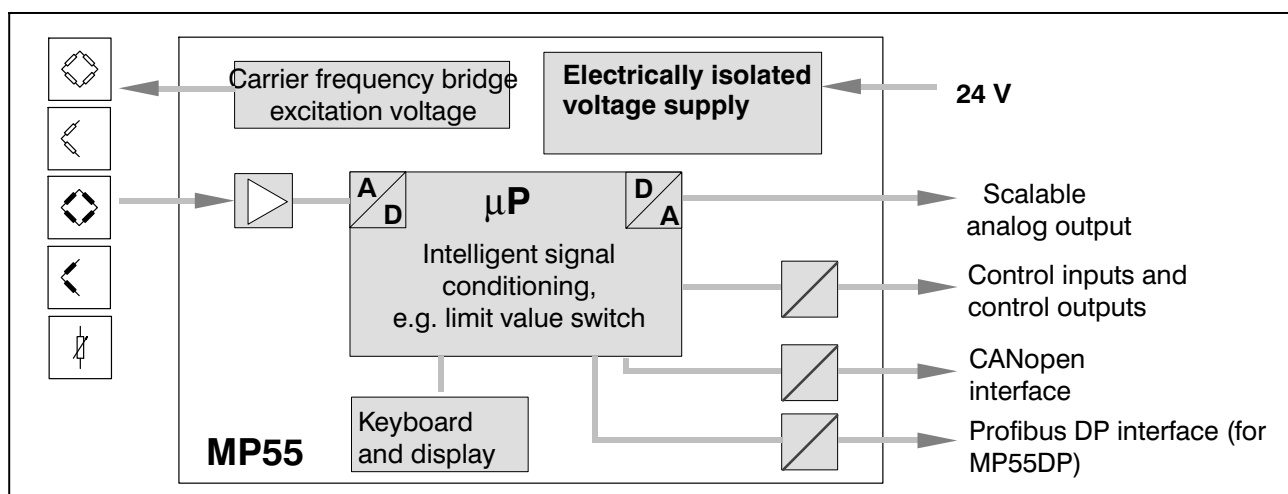 Carrier frequency bridge
excitation voltage
Electrically isolated
voltage supply
24 V
A
D
µP
D
A
Intelligent signal
conditioning,
e.g. limit value switch
Scalable
analog output
Control inputs and
control outputs
CANopen
interface
Keyboard
and display
MP55
Profibus DP interface (for
MP55DP)